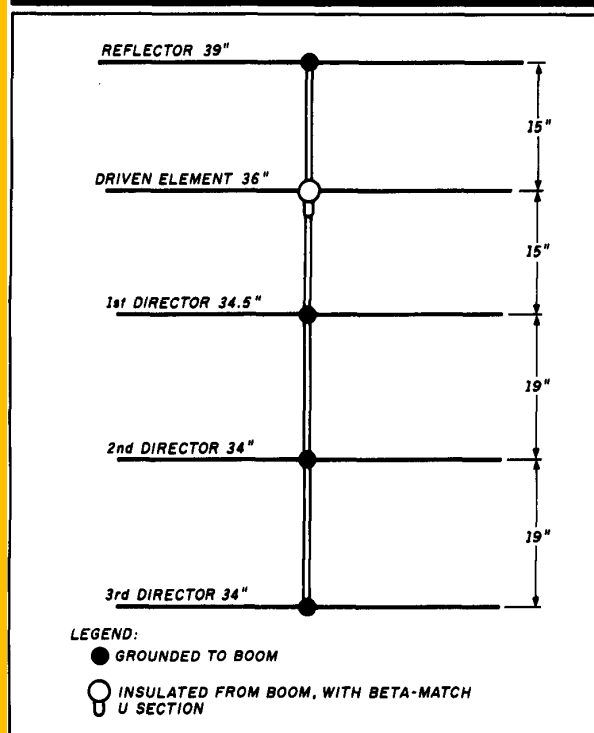 REFLECTOR 39"
15"
DRIVEN ELEMENT 36"
15"
1st DIRECTOR 34.5"
19"
2nd DIRECTOR 34"
19"
3rd DIRECTOR 34"
LEGEND:
GROUNDED TO BOOM
INSULATED FROM BOOM, WITH BETA-MATCH
U SECTION